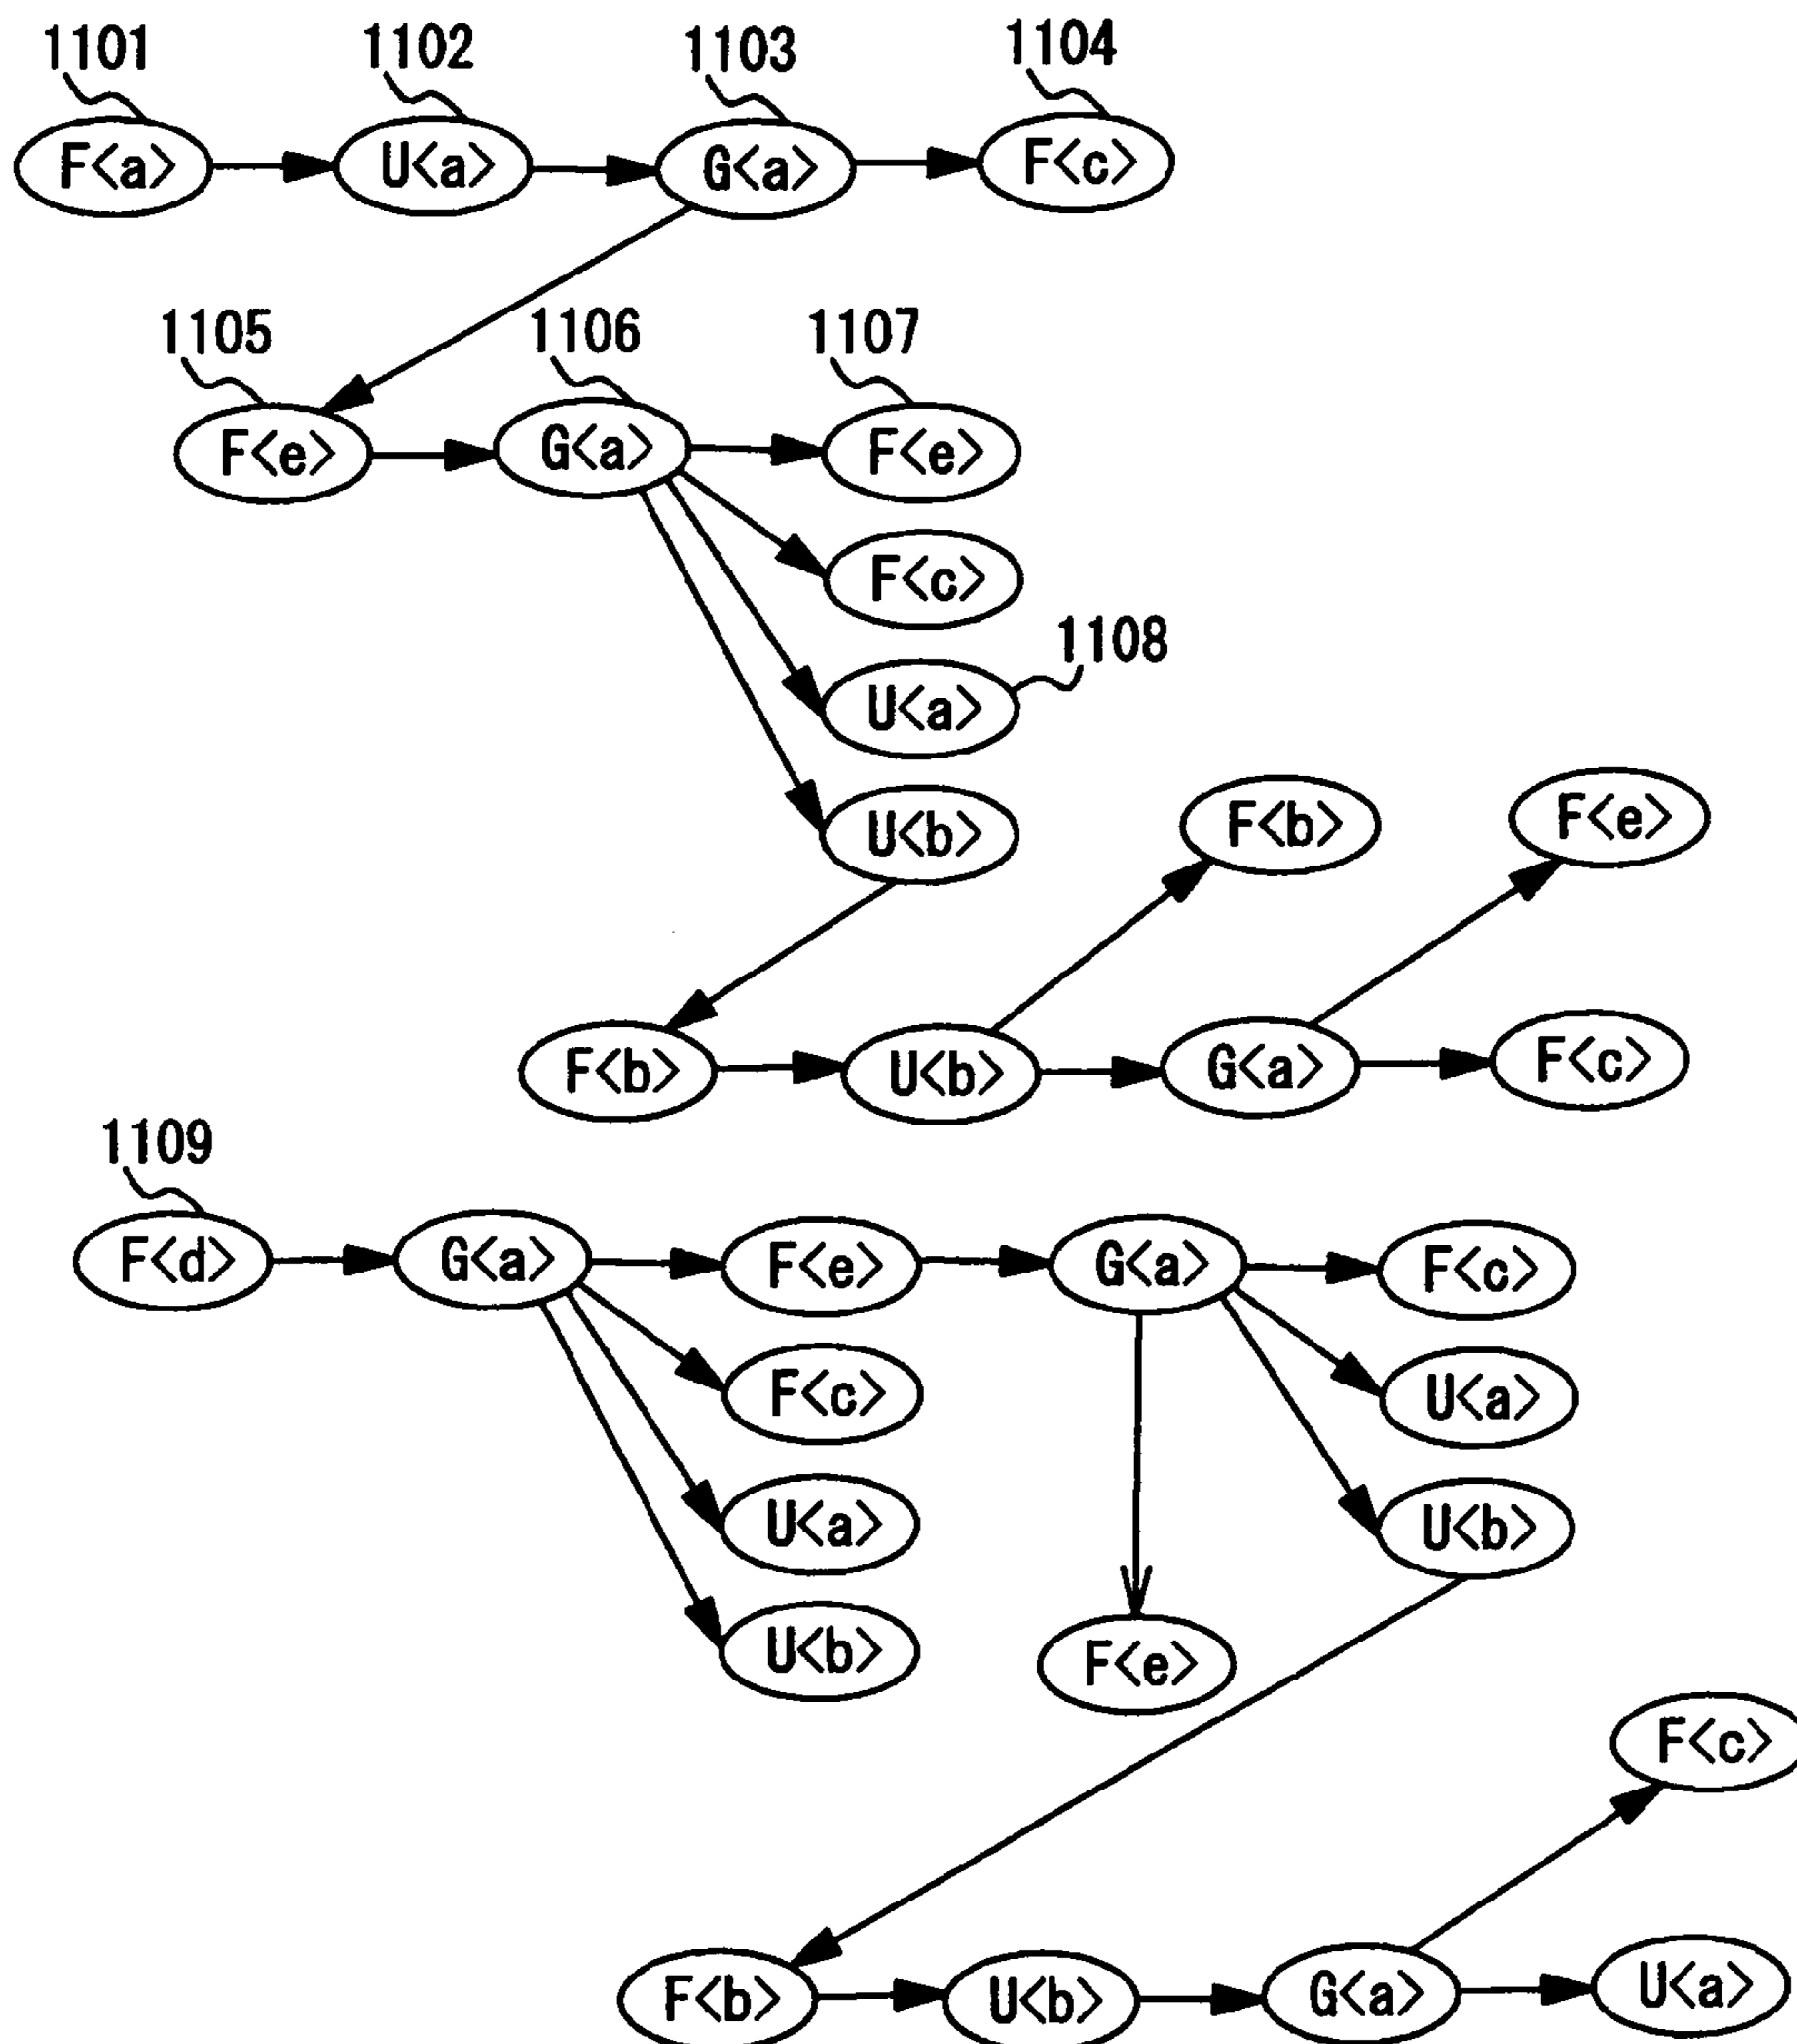 1101 1102 1103 1104
F<a> U<a> G<a> F<c>
1105 1106 1107
F<e> G<a> F<e>
F<c>
1108
U<a>
U<b> F<b> F<e>
F<b> U<b> G<a> F<c>
1109
F<d> G<a> F<e> G<a> F<c>
F<c> U<a>
U<a> U<b>
U<b> F<e>
F<c>
F<b> U<b> G<a> U<a>